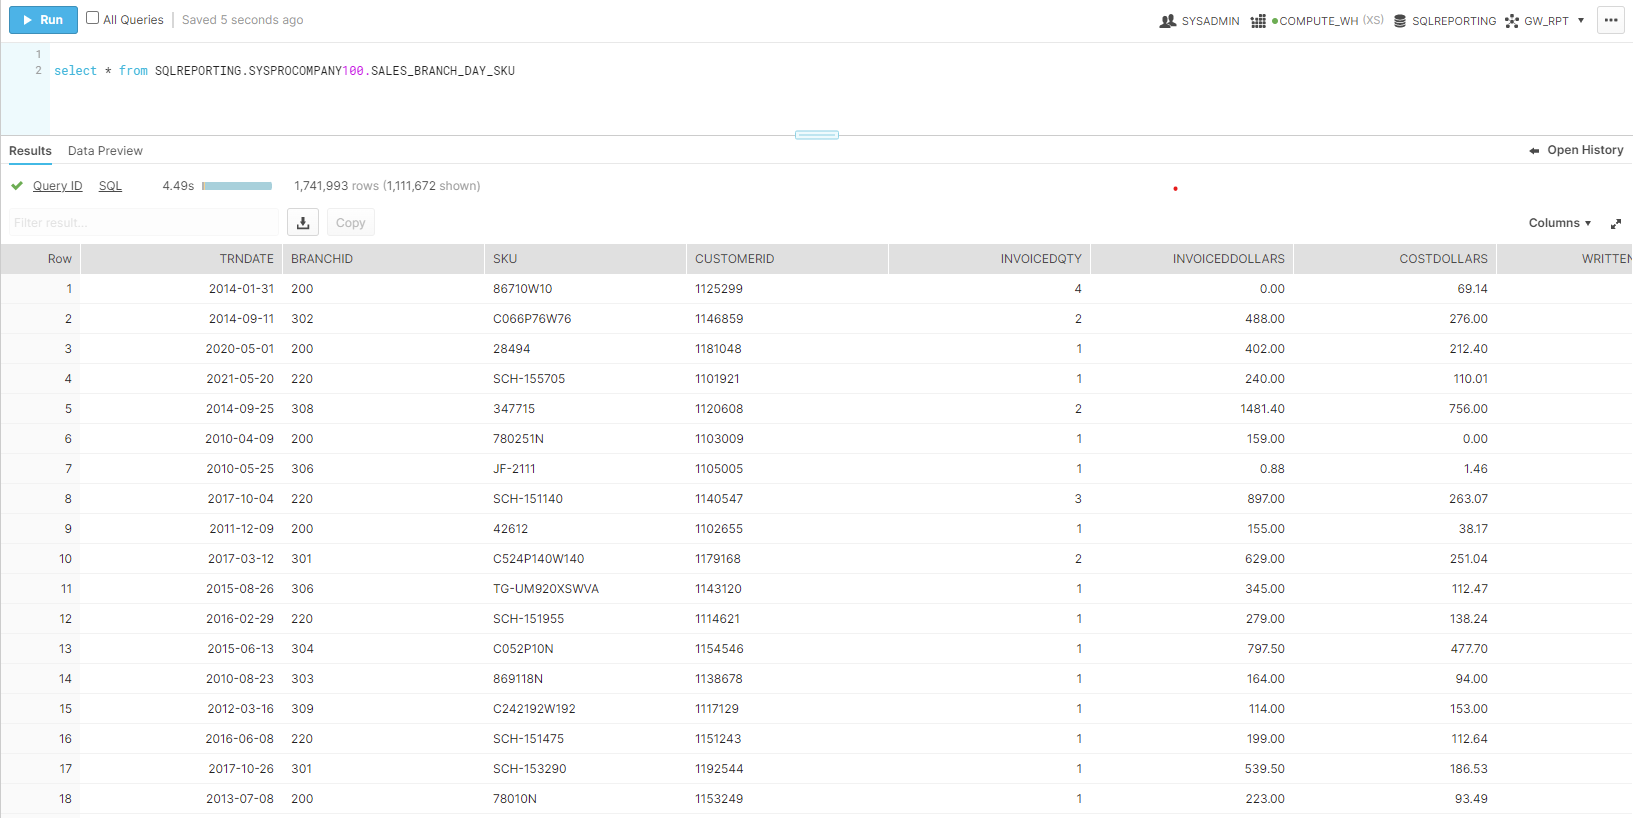 Run All Queries Saved 5 seconds ago SYSADMIN COMPUTE_WH (XS) SQLREPORTING GW_RPT
1
2 select * from SQLREPORTING.SYSPROCOMPANY100.SALES_BRANCH_DAY_SKU
Results Data Preview Open History
Query ID SQL 4.49s 1,741,993 rows (1,111,672 shown)
Filter result... Copy Columns
Row TRNDATE BRANCHID SKU CUSTOMERID INVOICEDQTY INVOICEDDOLLARS COSTDOLLARS WRITTEN
1 2014-01-31 200 86710W10 1125299 4 0.00 69.14
2 2014-09-11 302 C066P76W76 1146859 2 488.00 276.00
3 2020-05-01 200 28494 1181048 1 402.00 212.40
4 2021-05-20 220 SCH-155705 1101921 1 240.00 110.01
5 2014-09-25 308 347715 1120608 2 1481.40 756.00
6 2010-04-09 200 780251N 1103009 1 159.00 0.00
7 2010-05-25 306 JF-2111 1105005 1 0.88 1.46
8 2017-10-04 220 SCH-151140 1140547 3 897.00 263.07
9 2011-12-09 200 42612 1102655 1 155.00 38.17
10 2017-03-12 301 C524P140W140 1179168 2 629.00 251.04
11 2015-08-26 306 TG-UM920XSWVA 1143120 1 345.00 112.47
12 2016-02-29 220 SCH-151955 1114621 1 279.00 138.24
13 2015-06-13 304 C052P10N 1154546 1 797.50 477.70
14 2010-08-23 303 869118N 1138678 1 164.00 94.00
15 2012-03-16 309 C242192W192 1117129 1 114.00 153.00
16 2016-06-08 220 SCH-151475 1151243 1 199.00 112.64
17 2017-10-26 301 SCH-153290 1192544 1 539.50 186.53
18 2013-07-08 200 78010N 1153249 1 223.00 93.49